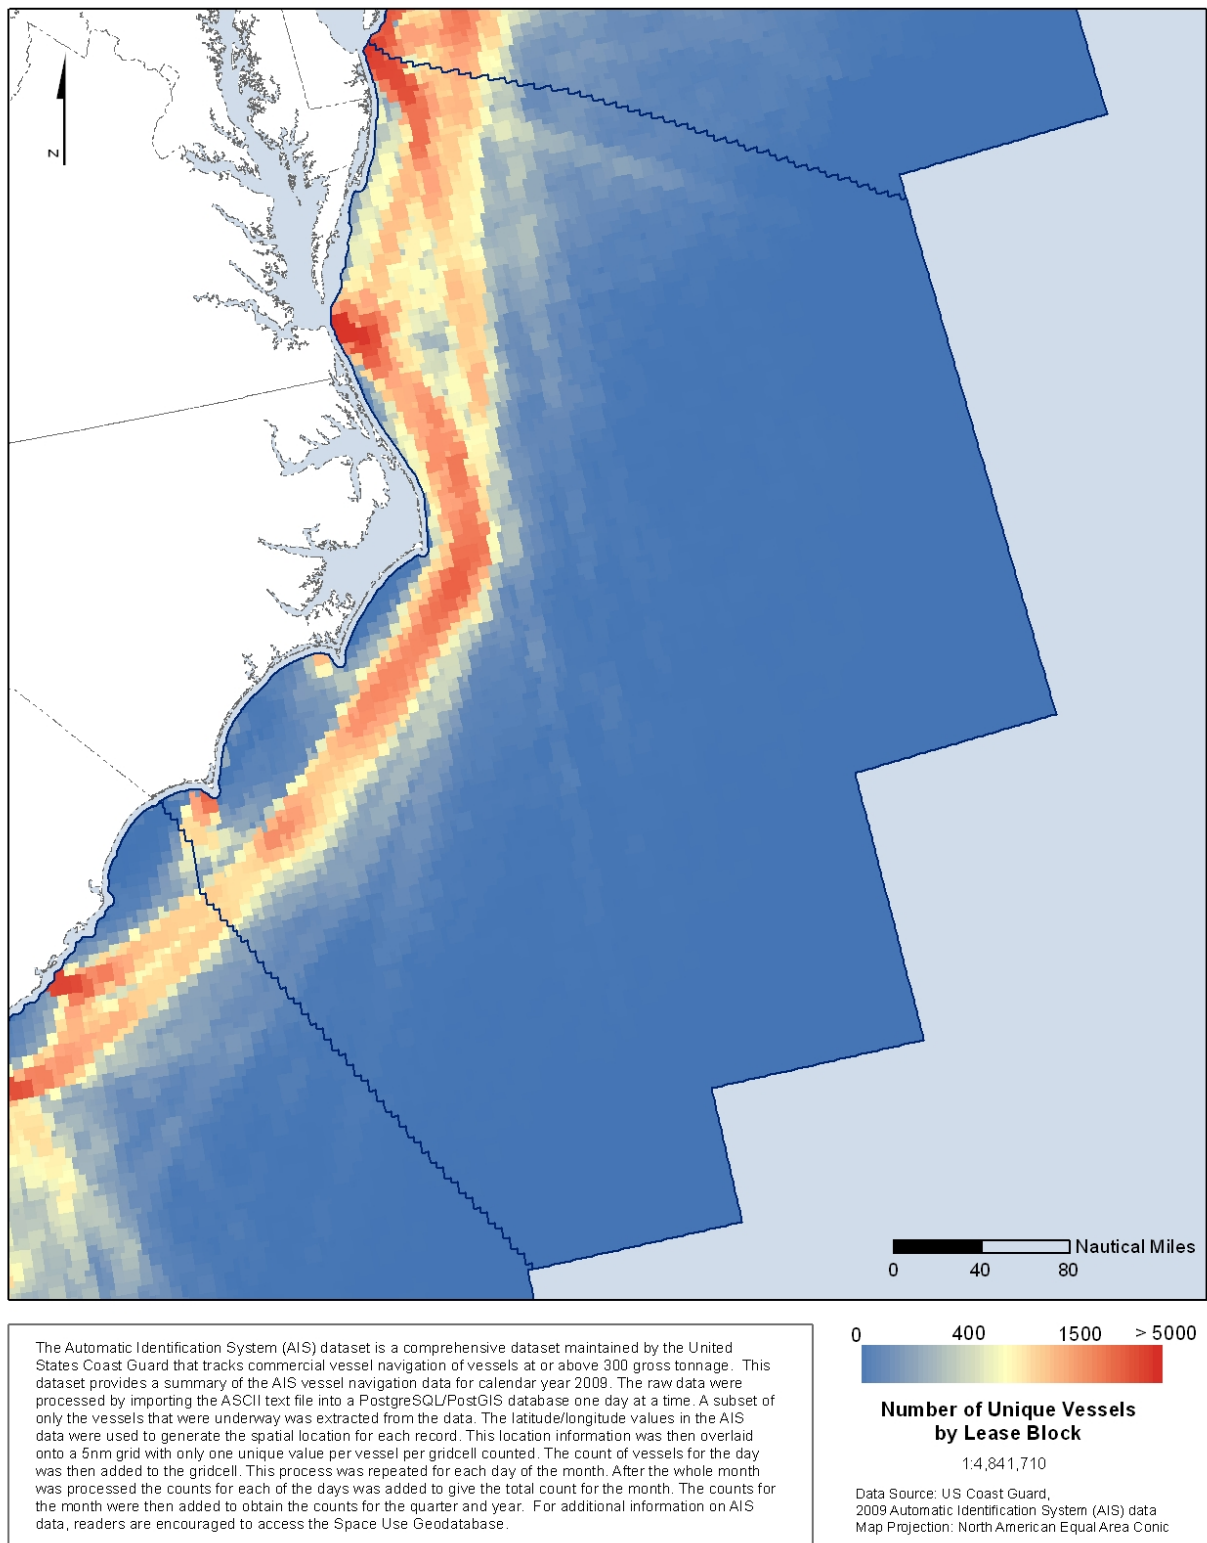 N
Nautical Miles
0 40 80
The Automatic Identification System (AIS) dataset is a comprehensive dataset maintained by the United
States Coast Guard that tracks commercial vessel navigation of vessels at or above 300 gross tonnage. This
dataset provides a summary of the AIS vessel navigation data for calendar year 2009. The raw data were
processed by importing the ASCII text file into a PostgreSQL/PostGIS database one day at a time. A subset of
only the vessels that were underway was extracted from the data. The latitude/longitude values in the AIS
data were used to generate the spatial location for each record. This location information was then overlaid
onto a 5nm grid with only one unique value per vessel per gridcell counted. The count of vessels for the day
was then added to the gridcell. This process was repeated for each day of the month. After the whole month
was processed the counts for each of the days was added to give the total count for the month. The counts for
the month were then added to obtain the counts for the quarter and year. For additional information on AIS
data, readers are encouraged to access the Space Use Geodatabase.
0 400 1500 > 5000
Number of Unique Vessels
by Lease Block
1:4,841,710
Data Source: US Coast Guard,
2009 Automatic Identification System (AIS) data
Map Projection: North American Equal Area Conic